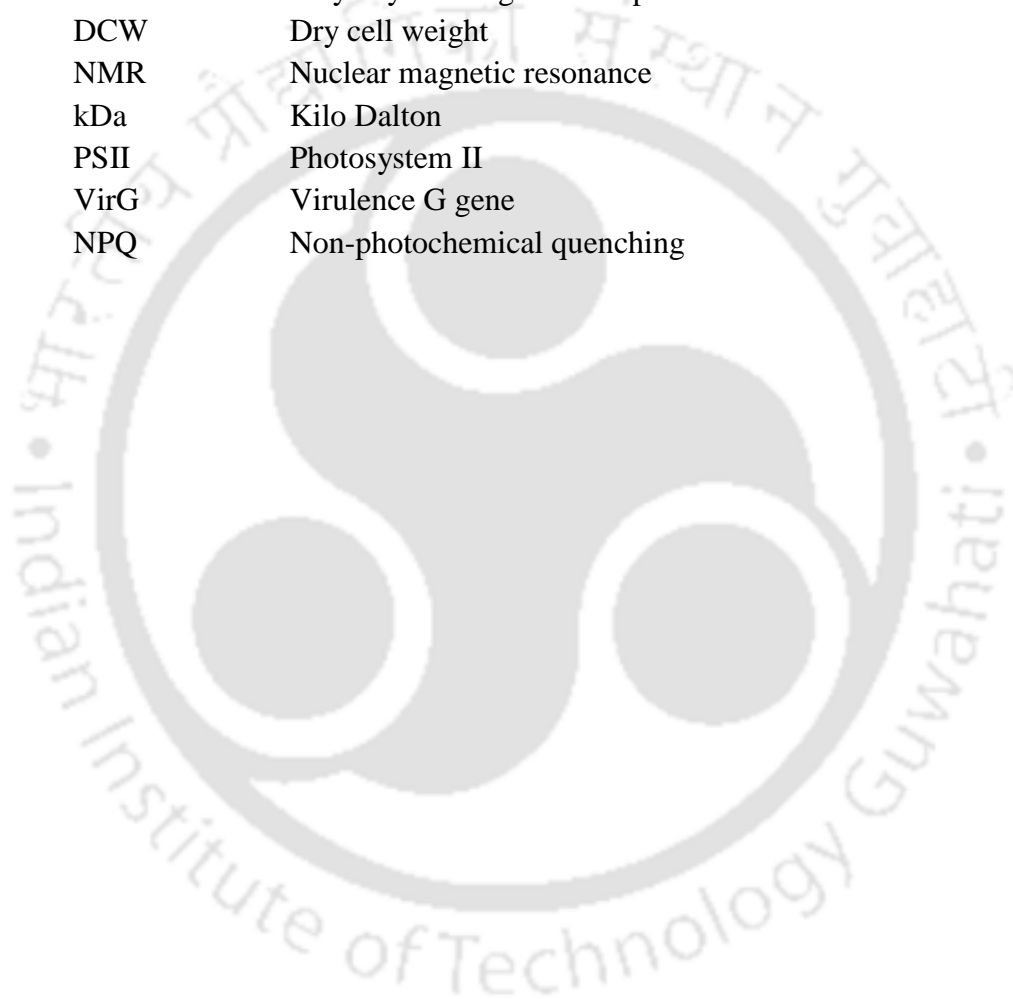 DCW Dry cell weight
NMR Nuclear magnetic resonance
kDa Kilo Dalton
PSII Photosystem II
VirG Virulence G gene
NPQ Non-photochemical quenching
भारतीय प्रौद्योगिकी संस्थान गुवाहाटी
Indian Institute of Technology Guwahati